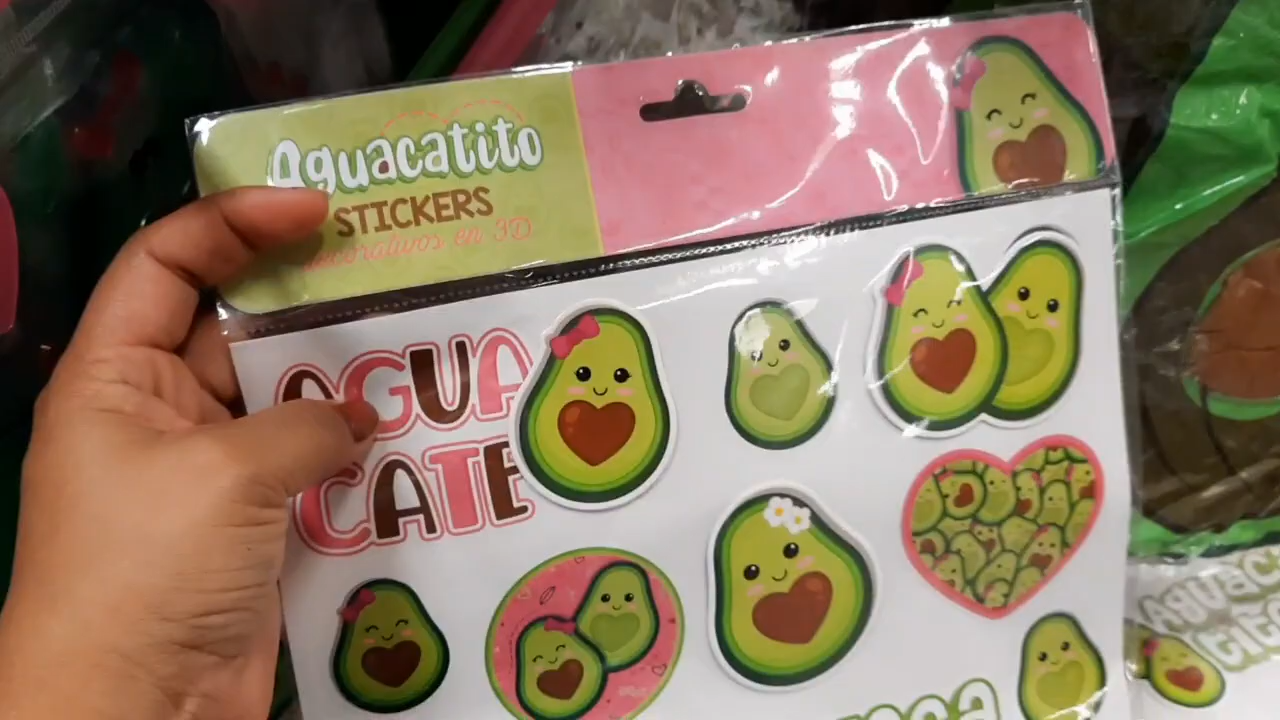 Aguacatito
STICKERS
decorativos en 3D
AGUA
CATE